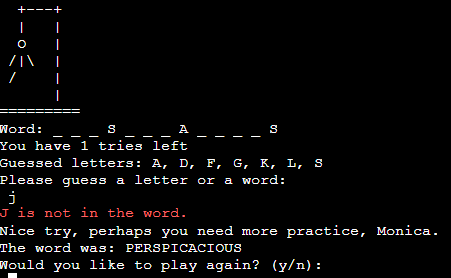 +---+
|   |
o   |
/|\  |
/    |
|
=========
Word: _ _ _ S _ _ _ A _ _ _ _ S
You have 1 tries left
Guessed letters: A, D, F, G, K, L, S
Please guess a letter or a word:
j
J is not in the word.
Nice try, perhaps you need more practice, Monica.
The word was: PERSPICACIOUS
Would you like to play again? (y/n):